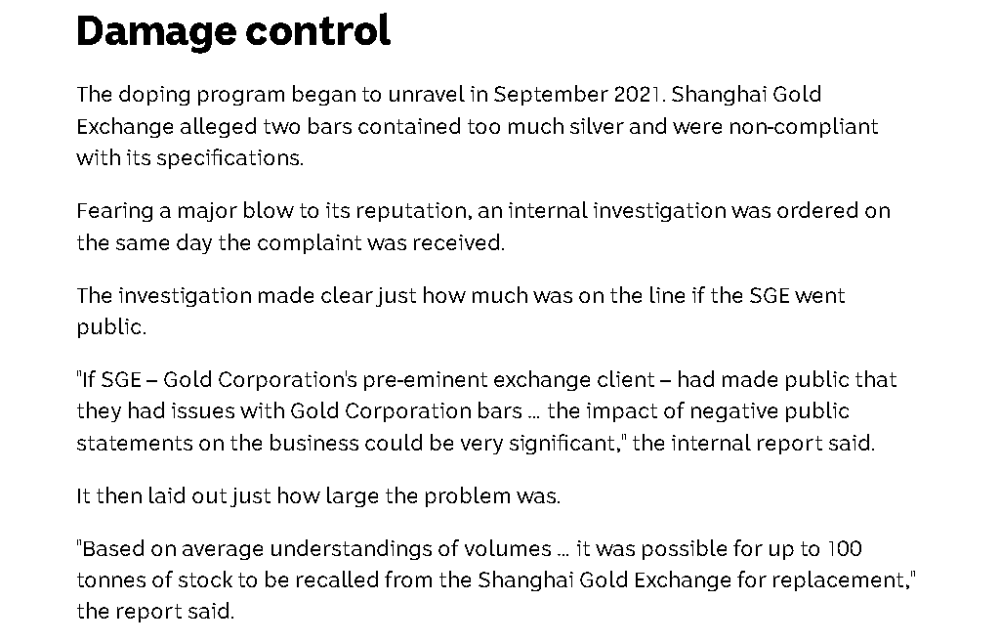 Damage control
The doping program began to unravel in September 2021. Shanghai Gold
Exchange alleged two bars contained too much silver and were non-compliant
with its specifications.
Fearing a major blow to its reputation, an internal investigation was ordered on
the same day the complaint was received.
The investigation made clear just how much was on the line if the SGE went
public.
"If SGE – Gold Corporation's pre-eminent exchange client – had made public that
they had issues with Gold Corporation bars ... the impact of negative public
statements on the business could be very significant," the internal report said.
It then laid out just how large the problem was.
"Based on average understandings of volumes ... it was possible for up to 100
tonnes of stock to be recalled from the Shanghai Gold Exchange for replacement,"
the report said.